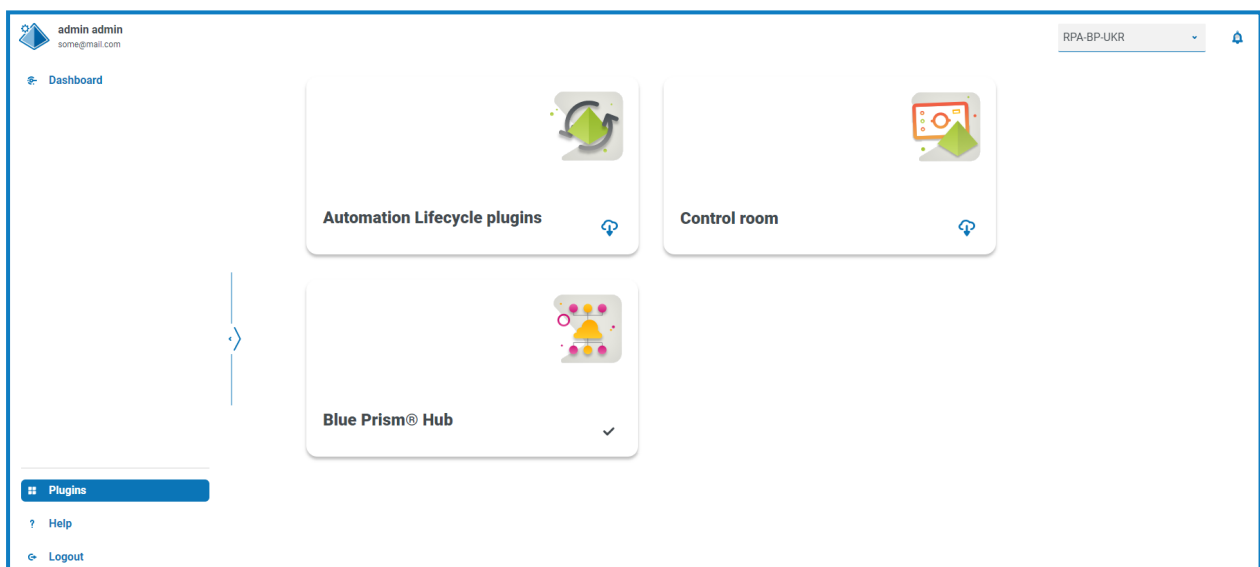 admin admin
some@mail.com
RPA-BP-UKR
Dashboard
Automation Lifecycle plugins
Control room
Blue Prism® Hub
Plugins
? Help
Logout